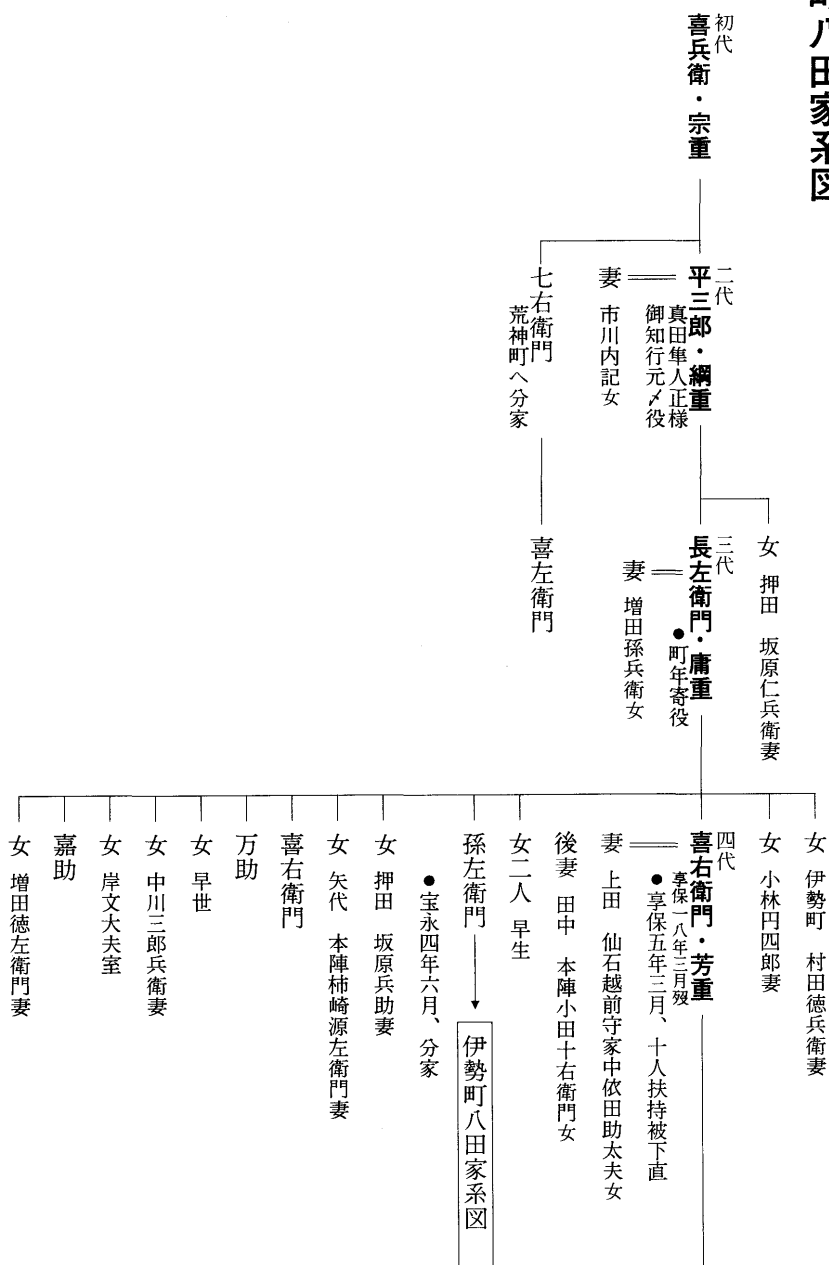 八田家系図
初代
喜兵衛・宗重
二代
平三郎・綱重
真田隼人正様
御知行元〆役
妻 市川内記女
七右衛門
荒神町へ分家
女 押田 坂原仁兵衛妻
三代
長左衛門・庸重
●町年寄役
妻 増田孫兵衛女
喜左衛門
女 伊勢町 村田徳兵衛妻
女 小林円四郎妻
四代
喜右衛門・芳重
享保一八年三月歿
●享保五年三月、十人扶持被下直
妻 上田 仙石越前守家中依田助太夫女
後妻 田中 本陣小田十右衛門女
女二人 早生
孫左衛門
伊勢町八田家系図
●宝永四年六月、分家
女 押田 坂原兵助妻
女 矢代 本陣柿崎源左衛門妻
喜右衛門
万助
女 早世
女 中川三郎兵衛妻
女 岸文大夫室
嘉助
女 増田徳左衛門妻